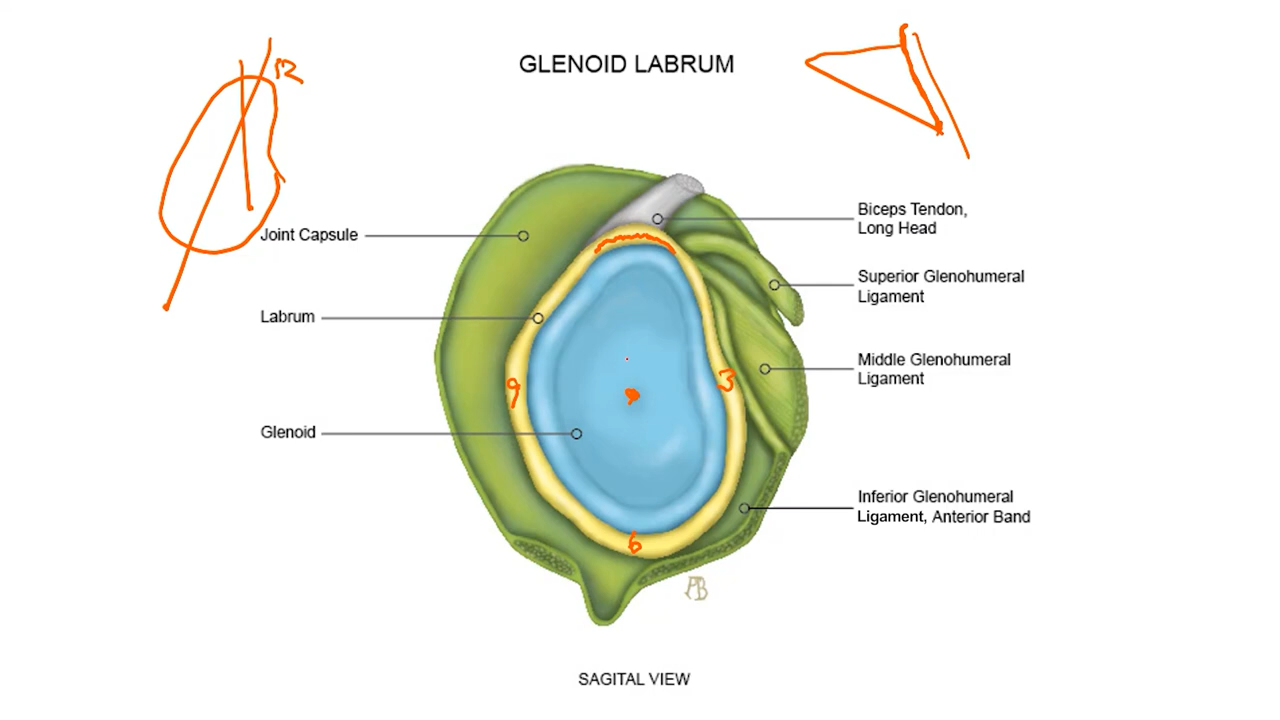 GLENOID LABRUM
12
Biceps Tendon,
Long Head
Joint Capsule
Superior Glenohumeral
Ligament
Labrum
Middle Glenohumeral
Ligament
9
3
Glenoid
Inferior Glenohumeral
Ligament, Anterior Band
6
PB
SAGITAL VIEW